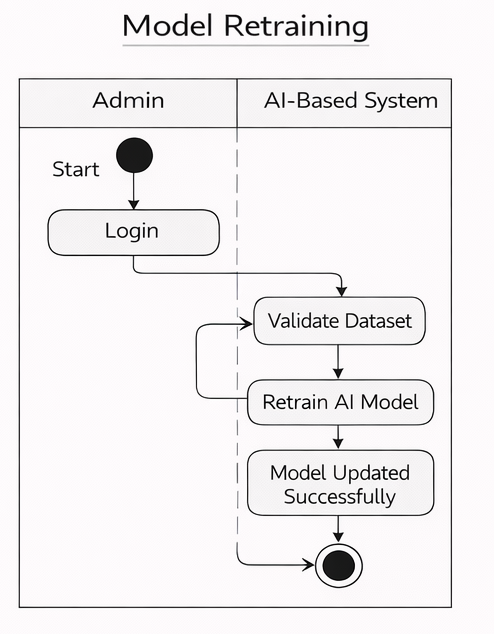 Model Retraining
Admin
AI-Based System
Start
Login
Validate Dataset
Retrain AI Model
Model Updated
Successfully